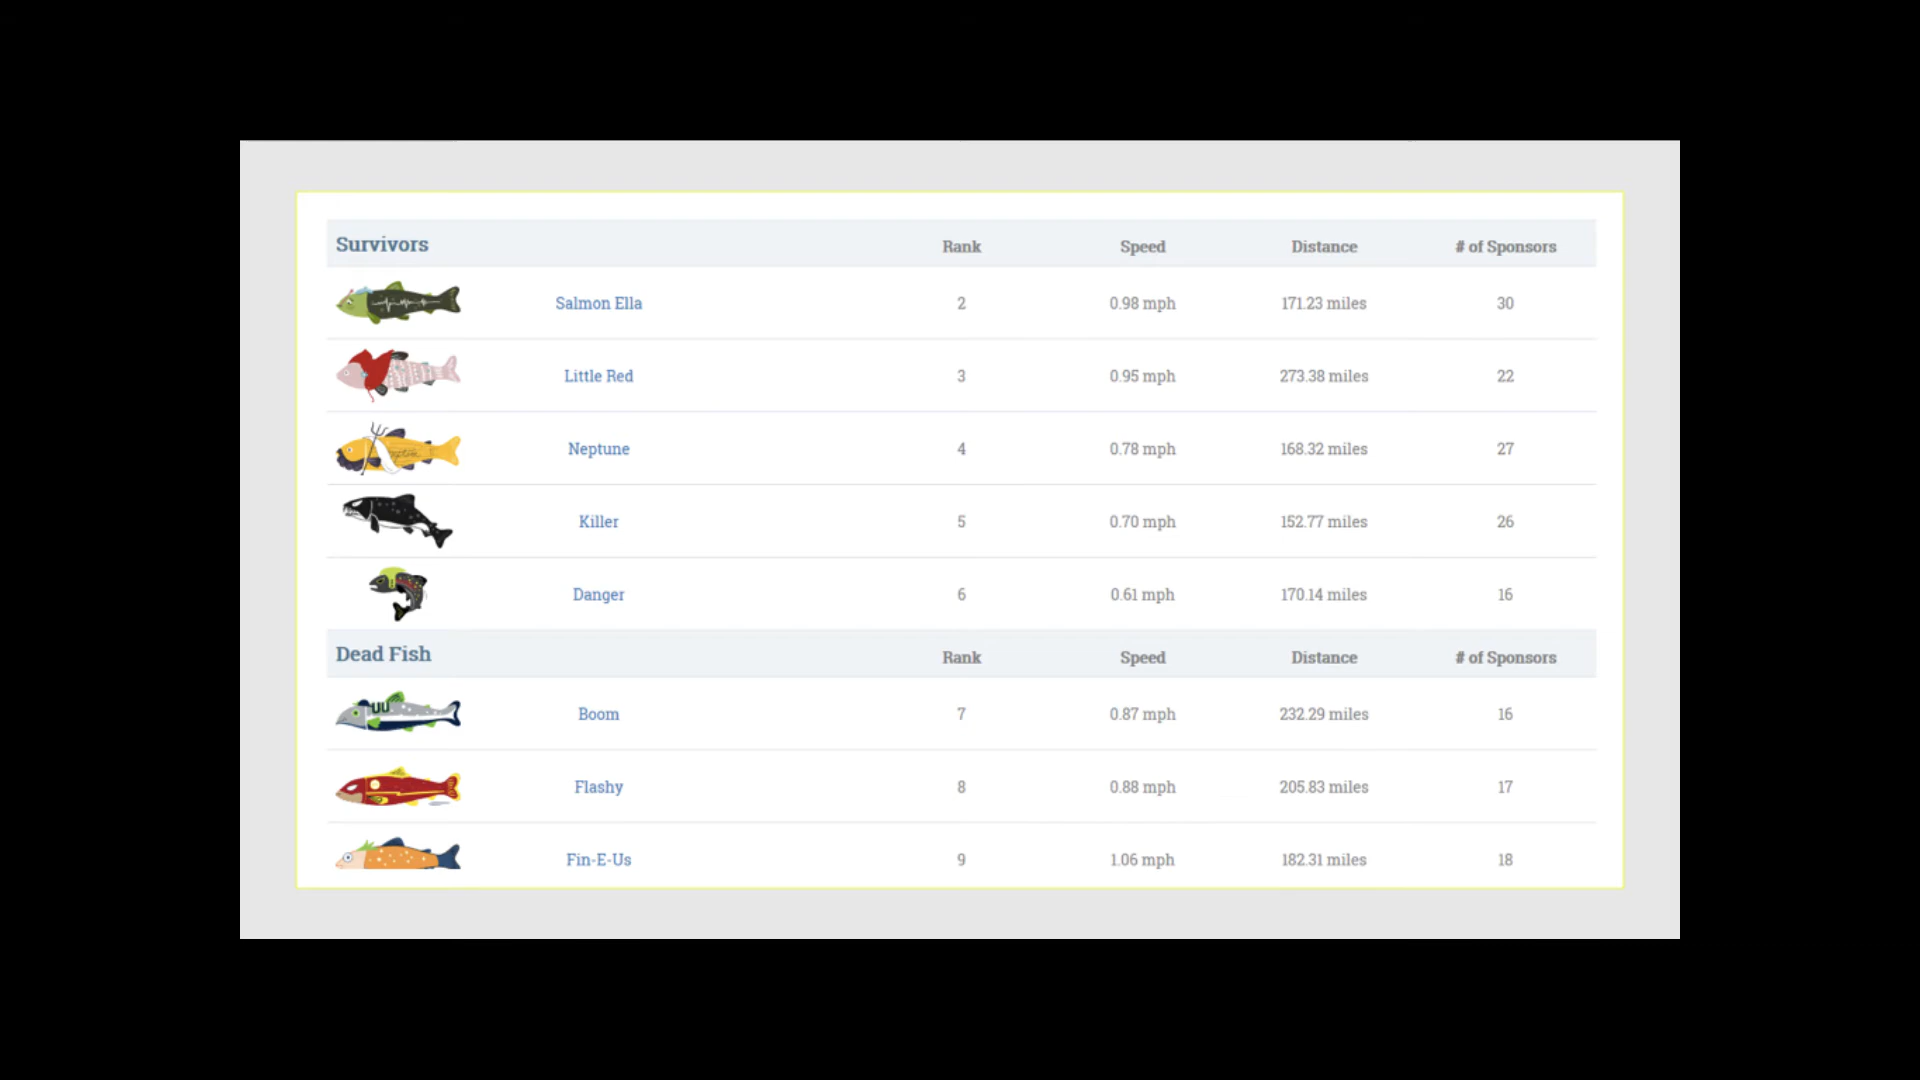 Survivors Rank Speed Distance # of Sponsors
Salmon Ella 2 0.98 mph 171.23 miles 30
Little Red 3 0.95 mph 273.38 miles 22
Neptune 4 0.78 mph 168.32 miles 27
Killer 5 0.70 mph 152.77 miles 26
Danger 6 0.61 mph 170.14 miles 16
Dead Fish Rank Speed Distance # of Sponsors
Boom 7 0.87 mph 232.29 miles 16
Flashy 8 0.88 mph 205.83 miles 17
Fin-E-Us 9 1.06 mph 182.31 miles 18